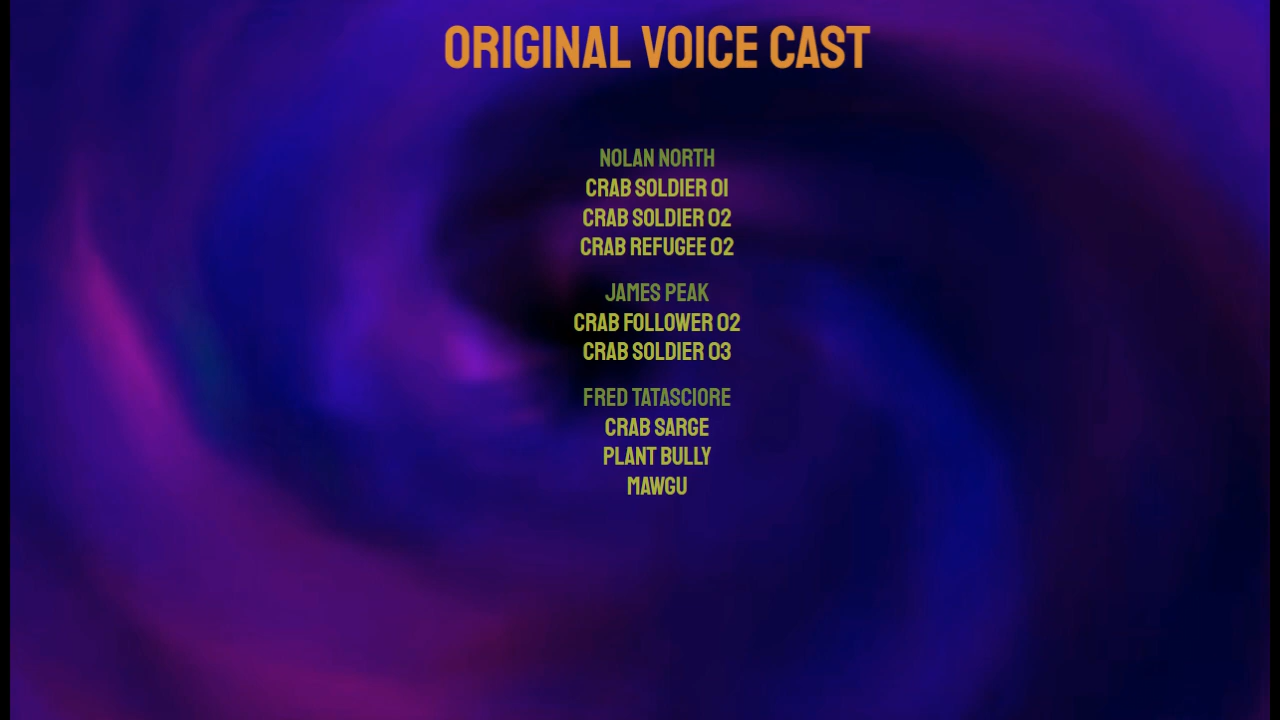 ORIGINAL VOICE CAST
NOLAN NORTH
CRAB SOLDIER 01
CRAB SOLDIER 02
CRAB REFUGEE 02
JAMES PEAK
CRAB FOLLOWER 02
CRAB SOLDIER 03
FRED TATASCIORE
CRAB SARGE
PLANT BULLY
MAWGU